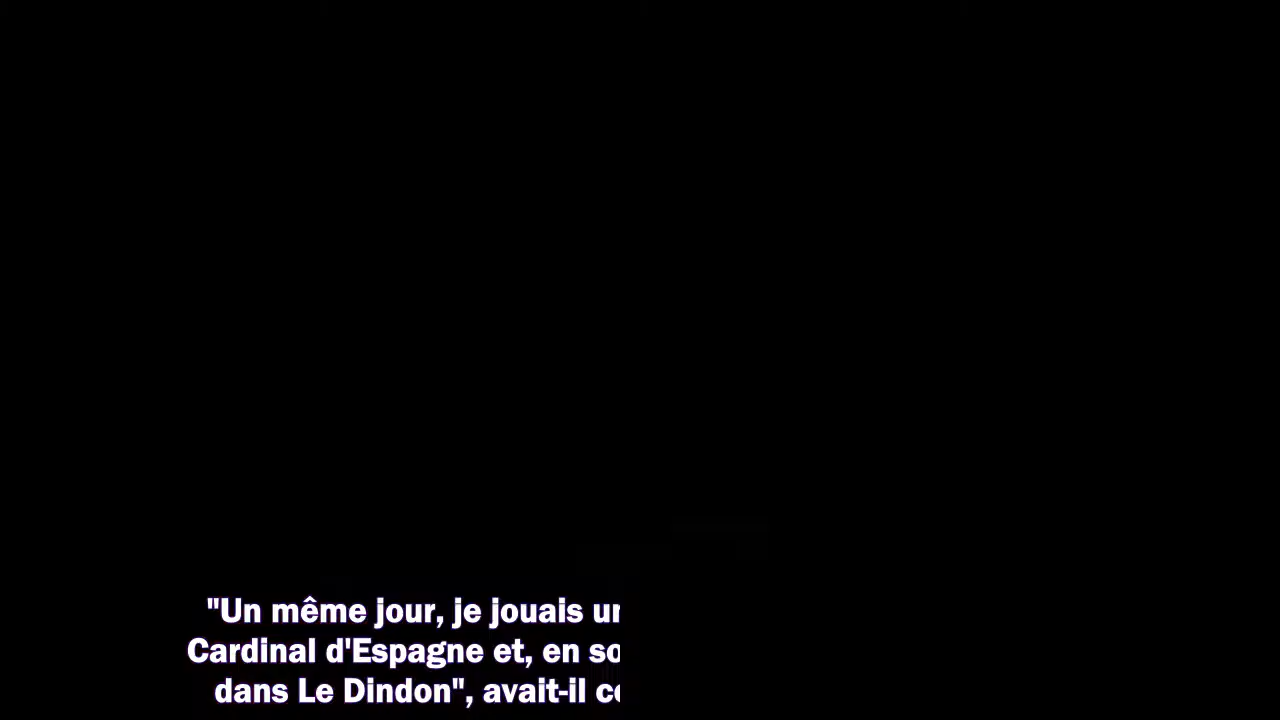 "Un même jour, je jouais
Cardinal d'Espagne et, en
dans Le Dindon", avait-il